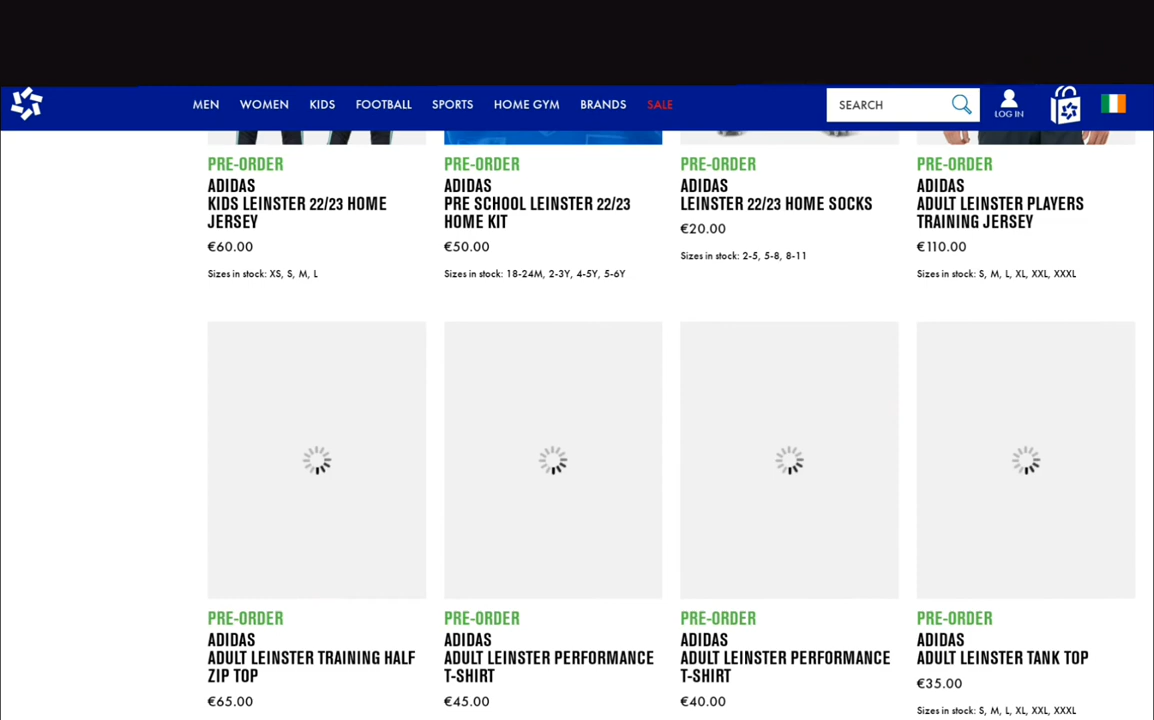 MEN WOMEN KIDS FOOTBALL SPORTS HOME GYM BRANDS SALE SEARCH LOG IN
PRE-ORDER
ADIDAS
KIDS LEINSTER 22/23 HOME
JERSEY
€60.00
Sizes in stock: XS, S, M, L
PRE-ORDER
ADIDAS
PRE SCHOOL LEINSTER 22/23
HOME KIT
€50.00
Sizes in stock: 18-24M, 2-3Y, 4-5Y, 5-6Y
PRE-ORDER
ADIDAS
LEINSTER 22/23 HOME SOCKS
€20.00
Sizes in stock: 2-5, 5-8, 8-11
PRE-ORDER
ADIDAS
ADULT LEINSTER PLAYERS
TRAINING JERSEY
€110.00
Sizes in stock: S, M, L, XL, XXL, XXXL
PRE-ORDER
ADIDAS
ADULT LEINSTER TRAINING HALF
ZIP TOP
€65.00
PRE-ORDER
ADIDAS
ADULT LEINSTER PERFORMANCE
T-SHIRT
€45.00
PRE-ORDER
ADIDAS
ADULT LEINSTER PERFORMANCE
T-SHIRT
€40.00
PRE-ORDER
ADIDAS
ADULT LEINSTER TANK TOP
€35.00
Sizes in stock: S, M, L, XL, XXL, XXXL